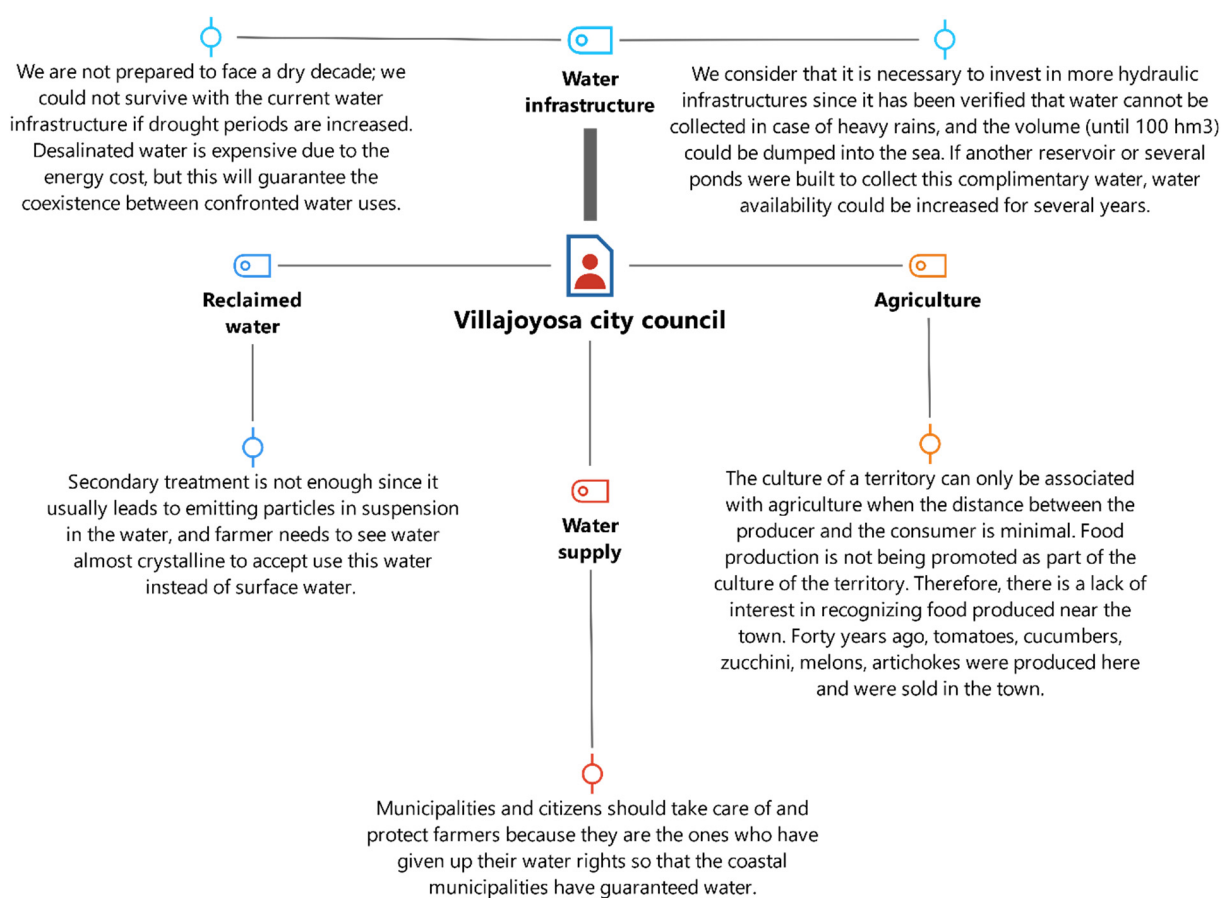 Water
infrastructure
We are not prepared to face a dry decade; we
could not survive with the current water
infrastructure if drought periods are increased.
Desalinated water is expensive due to the
energy cost, but this will guarantee the
coexistence between confronted water uses.
We consider that it is necessary to invest in more hydraulic
infrastructures since it has been verified that water cannot be
collected in case of heavy rains, and the volume (until 100 hm3)
could be dumped into the sea. If another reservoir or several
ponds were built to collect this complimentary water, water
availability could be increased for several years.
Reclaimed
water
Villajoyosa city council
Agriculture
Secondary treatment is not enough since it
usually leads to emitting particles in suspension
in the water, and farmer needs to see water
almost crystalline to accept use this water
instead of surface water.
Water
supply
The culture of a territory can only be associated
with agriculture when the distance between the
producer and the consumer is minimal. Food
production is not being promoted as part of the
culture of the territory. Therefore, there is a lack of
interest in recognizing food produced near the
town. Forty years ago, tomatoes, cucumbers,
zucchini, melons, artichokes were produced here
and were sold in the town.
Municipalities and citizens should take care of and
protect farmers because they are the ones who have
given up their water rights so that the coastal
municipalities have guaranteed water.